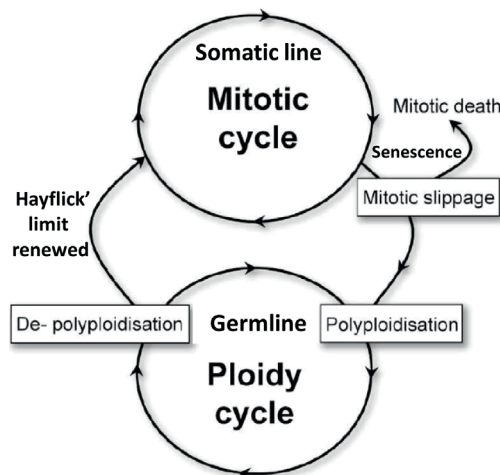 Somatic line
Mitotic
cycle
Mitotic death
Senescence
Mitotic slippage
Hayflick’
limit
renewed
De- polyploidisation
Germline
Polyploidisation
Ploidy
cycle